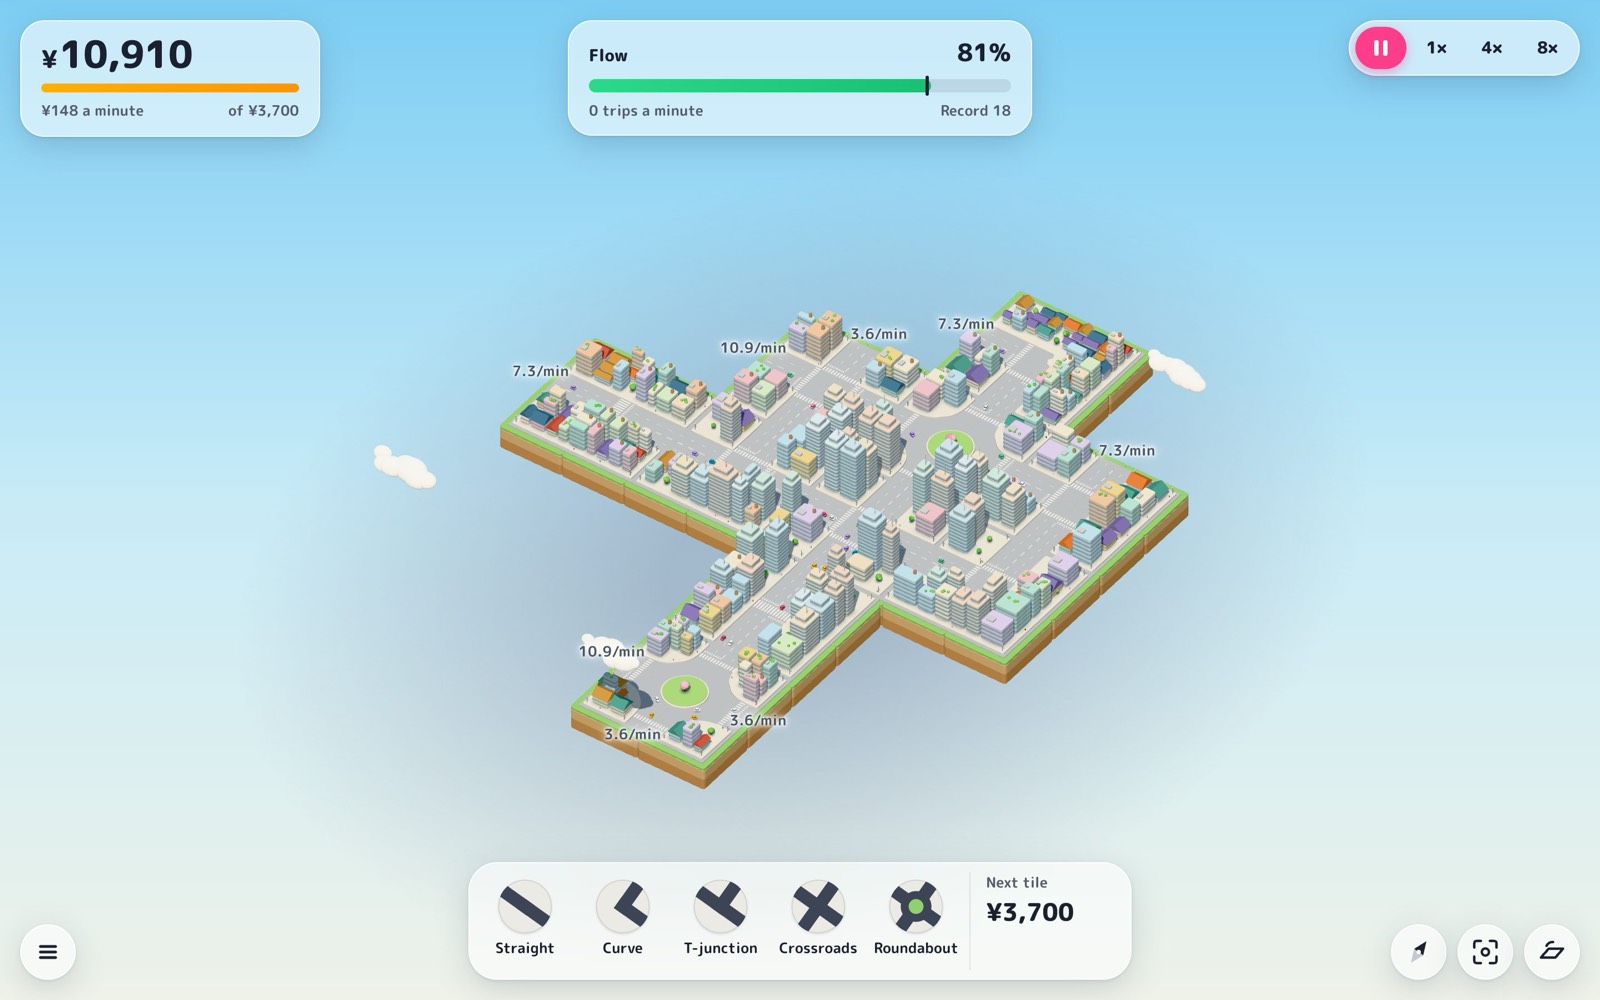 ¥10,910
¥148 a minute
of ¥3,700
Flow
81%
0 trips a minute
Record 18
1×
4×
8×
7.3/min
10.9/min
3.6/min
7.3/min
7.3/min
10.9/min
3.6/min
3.6/min
Straight
Curve
T-junction
Crossroads
Roundabout
Next tile
¥3,700